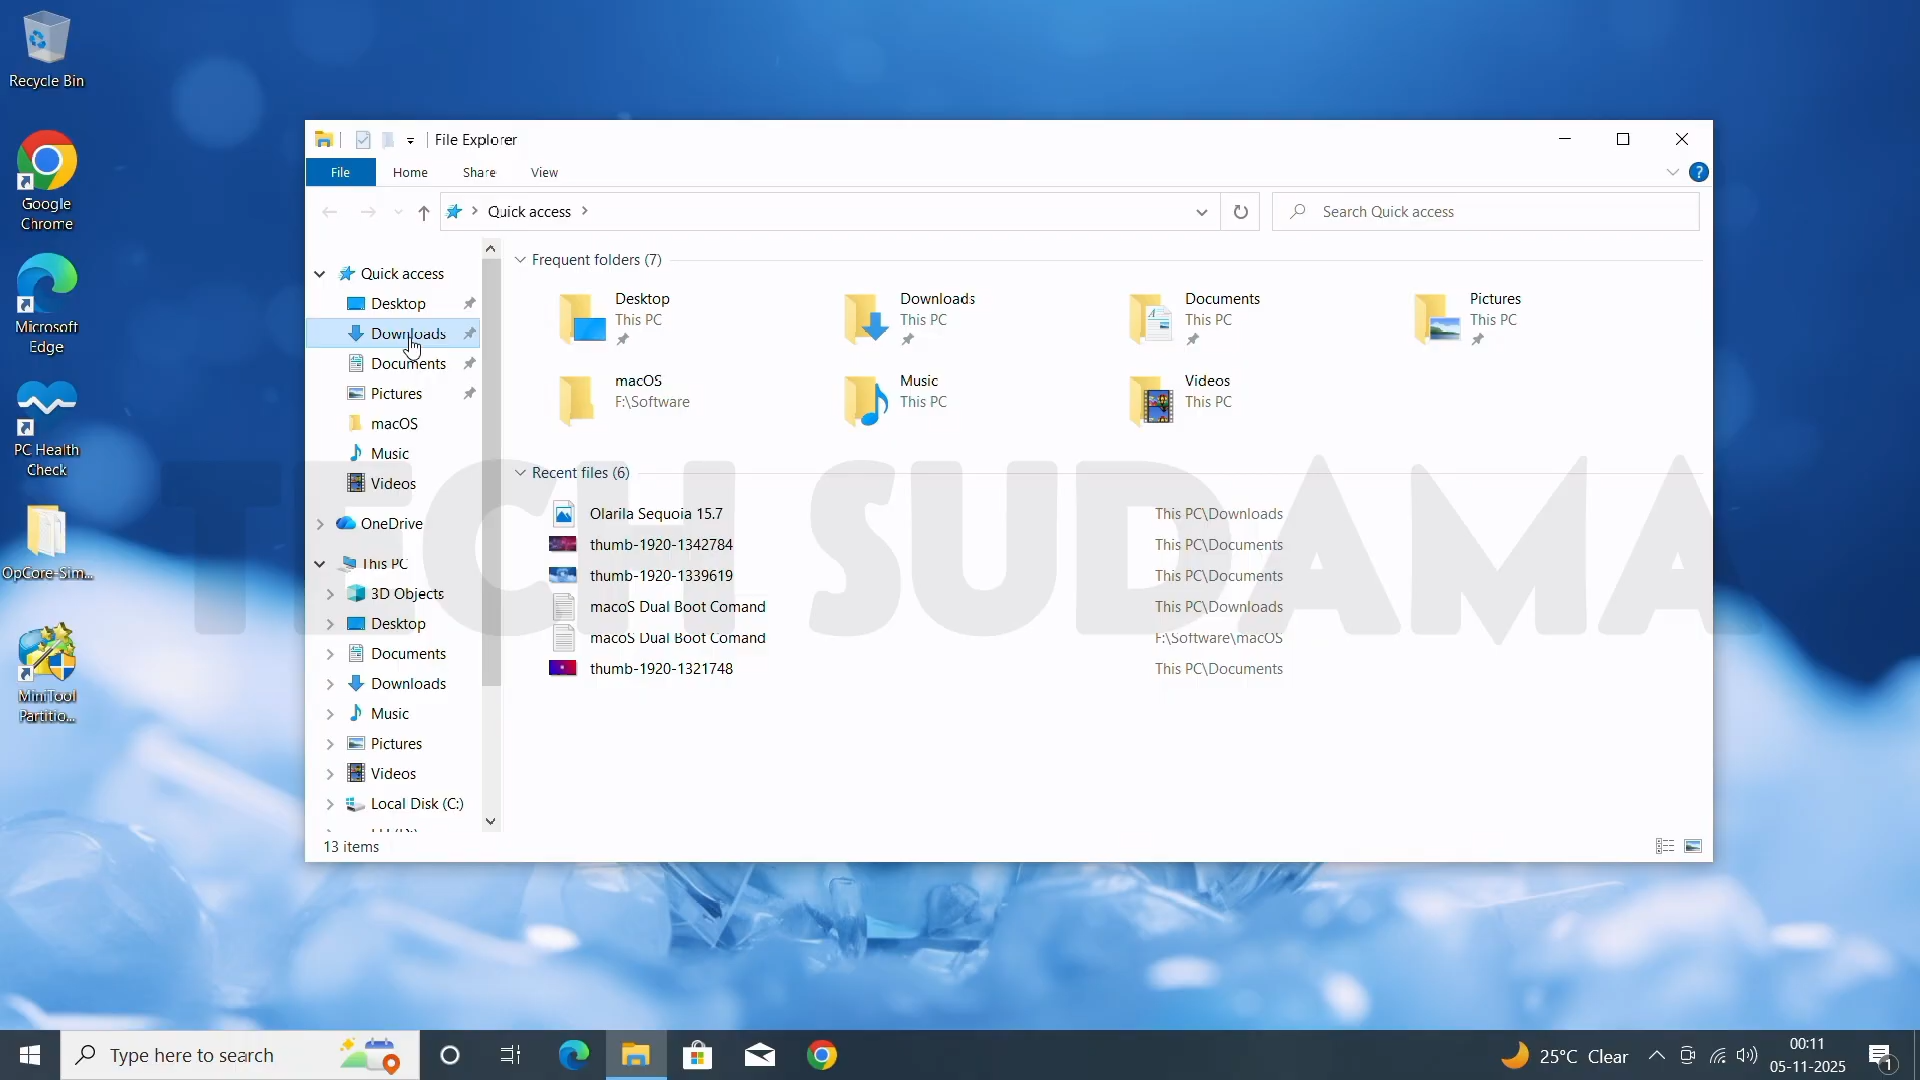 Recycle Bin
Google
Chrome
Microsoft
Edge
PC Health
Check
OpCore-Sim...
MiniTool
Partitio...
File Explorer
File
Home
Share
View
Quick access
Search Quick access
Quick access
Desktop
Downloads
Documents
Pictures
macOS
Music
Videos
OneDrive
This PC
3D Objects
Desktop
Documents
Downloads
Music
Pictures
Videos
Local Disk (C:)
13 items
Frequent folders (7)
Desktop
This PC
Downloads
This PC
Documents
This PC
Pictures
This PC
macOS
F:\Software
Music
This PC
Videos
This PC
Recent files (6)
Olarila Sequoia 15.7 This PC\Downloads
thumb-1920-1342784 This PC\Documents
thumb-1920-1339619 This PC\Documents
macOS Dual Boot Comand This PC\Downloads
macOS Dual Boot Comand F:\Software\macOS
thumb-1920-1321748 This PC\Documents
TECH SUDAMA
Type here to search
25°C Clear
00:11
05-11-2025
1